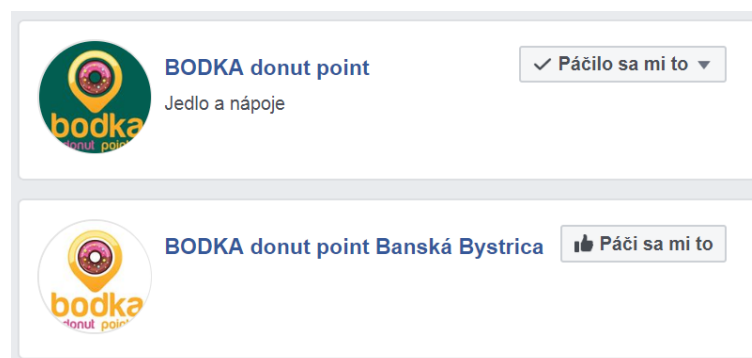 BODKA donut point
Páčilo sa mi to
Jedlo a nápoje
bodka
donut point
BODKA donut point Banská Bystrica
Páči sa mi to
bodka
donut point